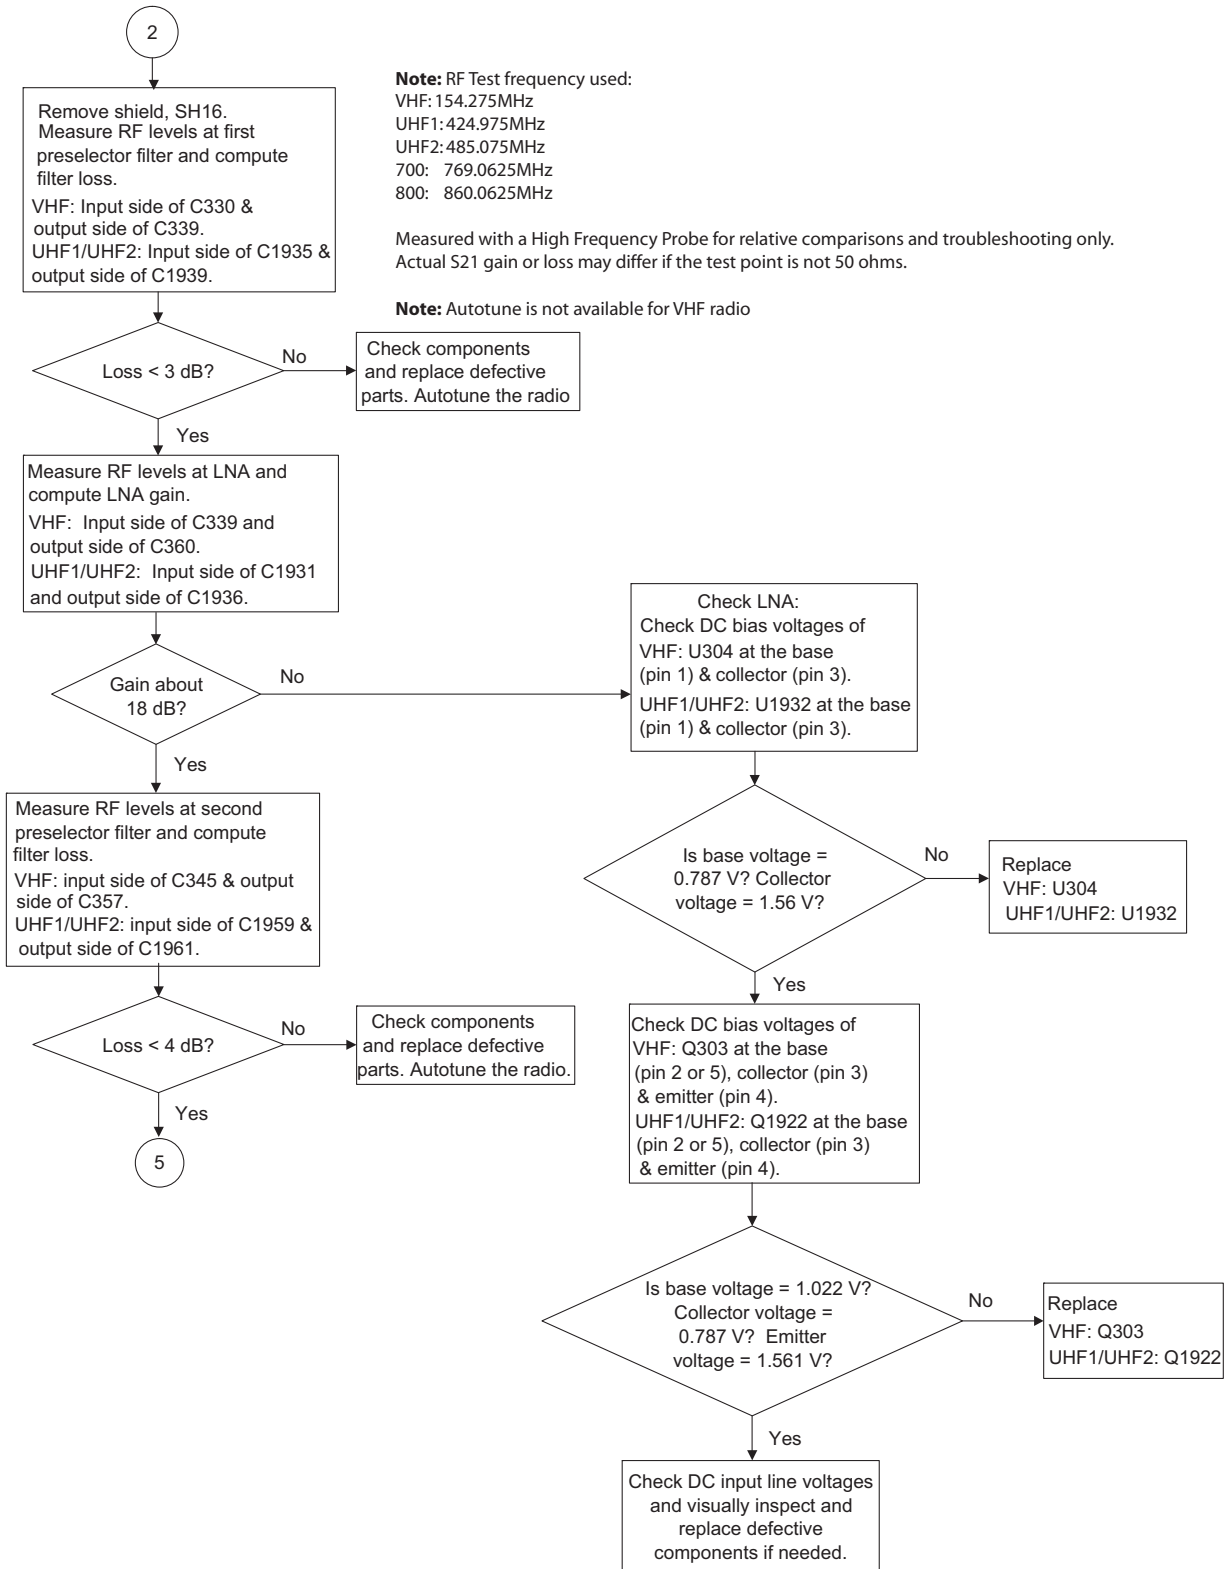 2
Remove shield, SH16.
Measure RF levels at first
preselector filter and compute
filter loss.
VHF: Input side of C330 &
output side of C339.
UHF1/UHF2: Input side of C1935 &
output side of C1939.
Note: RF Test frequency used:
VHF: 154.275MHz
UHF1: 424.975MHz
UHF2: 485.075MHz
700: 769.0625MHz
800: 860.0625MHz
Measured with a High Frequency Probe for relative comparisons and troubleshooting only.
Actual S21 gain or loss may differ if the test point is not 50 ohms.
Note: Autotune is not available for VHF radio
Loss < 3 dB?
No
Check components
and replace defective
parts. Autotune the radio
Yes
Measure RF levels at LNA and
compute LNA gain.
VHF: Input side of C339 and
output side of C360.
UHF1/UHF2: Input side of C1931
and output side of C1936.
Gain about
18 dB?
No
Check LNA:
Check DC bias voltages of
VHF: U304 at the base
(pin 1) & collector (pin 3).
UHF1/UHF2: U1932 at the base
(pin 1) & collector (pin 3).
Yes
Measure RF levels at second
preselector filter and compute
filter loss.
VHF: input side of C345 & output
side of C357.
UHF1/UHF2: input side of C1959 &
output side of C1961.
Is base voltage =
0.787 V? Collector
voltage = 1.56 V?
No
Replace
VHF: U304
UHF1/UHF2: U1932
Yes
Loss < 4 dB?
No
Check components
and replace defective
parts. Autotune the radio.
Yes
5
Check DC bias voltages of
VHF: Q303 at the base
(pin 2 or 5), collector (pin 3)
& emitter (pin 4).
UHF1/UHF2: Q1922 at the base
(pin 2 or 5), collector (pin 3)
& emitter (pin 4).
Is base voltage = 1.022 V?
Collector voltage =
0.787 V? Emitter
voltage = 1.561 V?
No
Replace
VHF: Q303
UHF1/UHF2: Q1922
Yes
Check DC input line voltages
and visually inspect and
replace defective
components if needed.